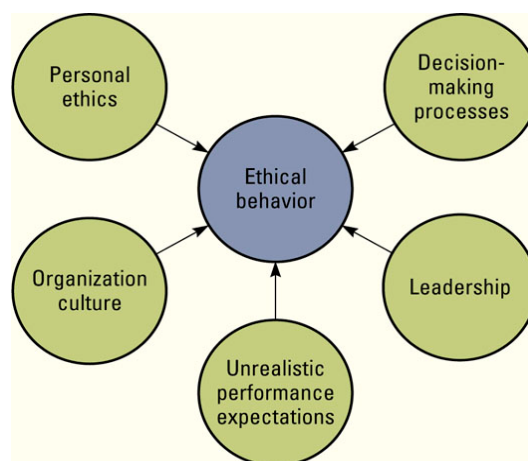 Personal
ethics
Decision-
making
processes
Ethical
behavior
Organization
culture
Leadership
Unrealistic
performance
expectations